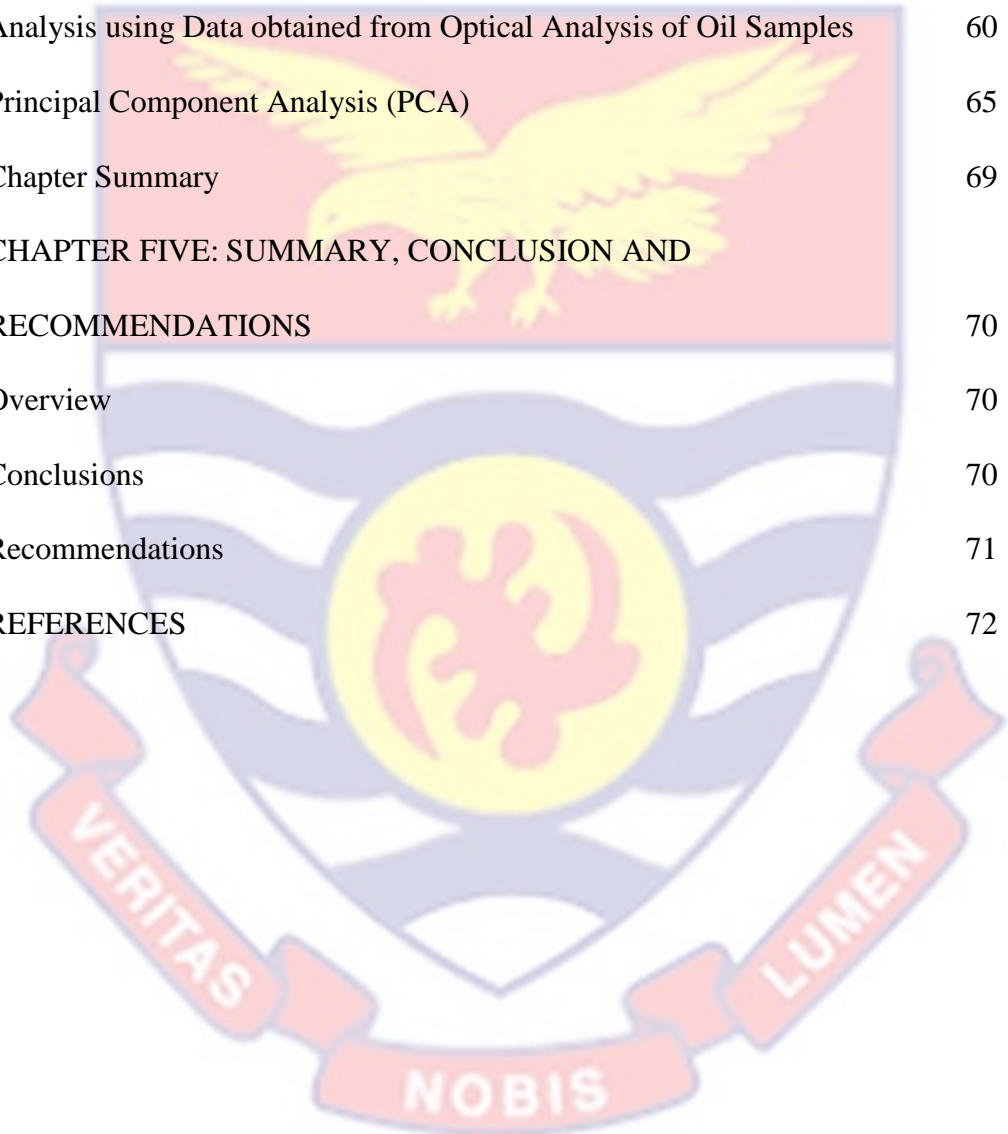 Analysis using Data obtained from Optical Analysis of Oil Samples 60
Principal Component Analysis (PCA) 65
Chapter Summary 69
CHAPTER FIVE: SUMMARY, CONCLUSION AND
RECOMMENDATIONS 70
Overview 70
Conclusions 70
Recommendations 71
REFERENCES 72
VERITAS
NOBIS
LUMEN